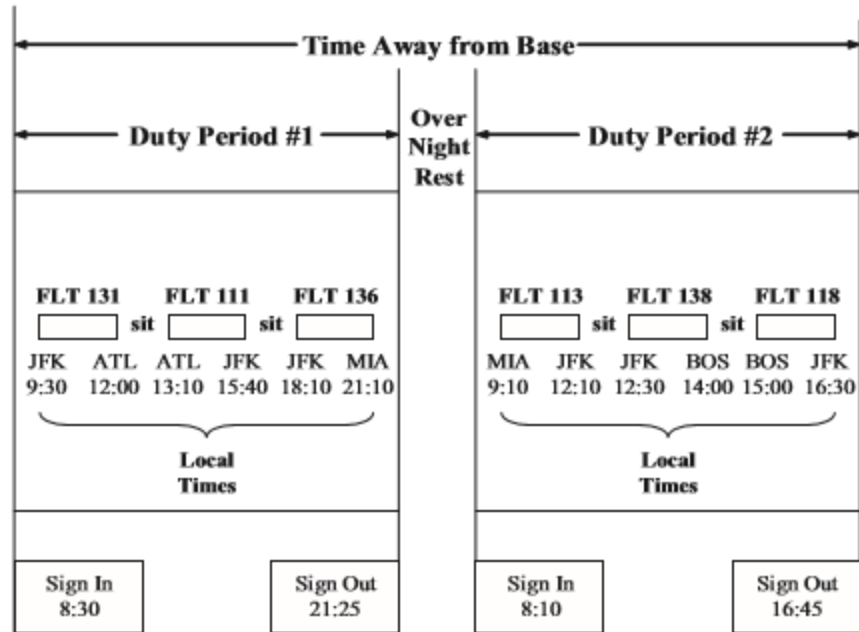 Time Away from Base
Duty Period #1
Over
Night
Rest
Duty Period #2
FLT 131 sit FLT 111 sit FLT 136
JFK ATL ATL JFK JFK MIA
9:30 12:00 13:10 15:40 18:10 21:10
Local
Times
FLT 113 sit FLT 138 sit FLT 118
MIA JFK JFK BOS BOS JFK
9:10 12:10 12:30 14:00 15:00 16:30
Local
Times
Sign In
8:30
Sign Out
21:25
Sign In
8:10
Sign Out
16:45